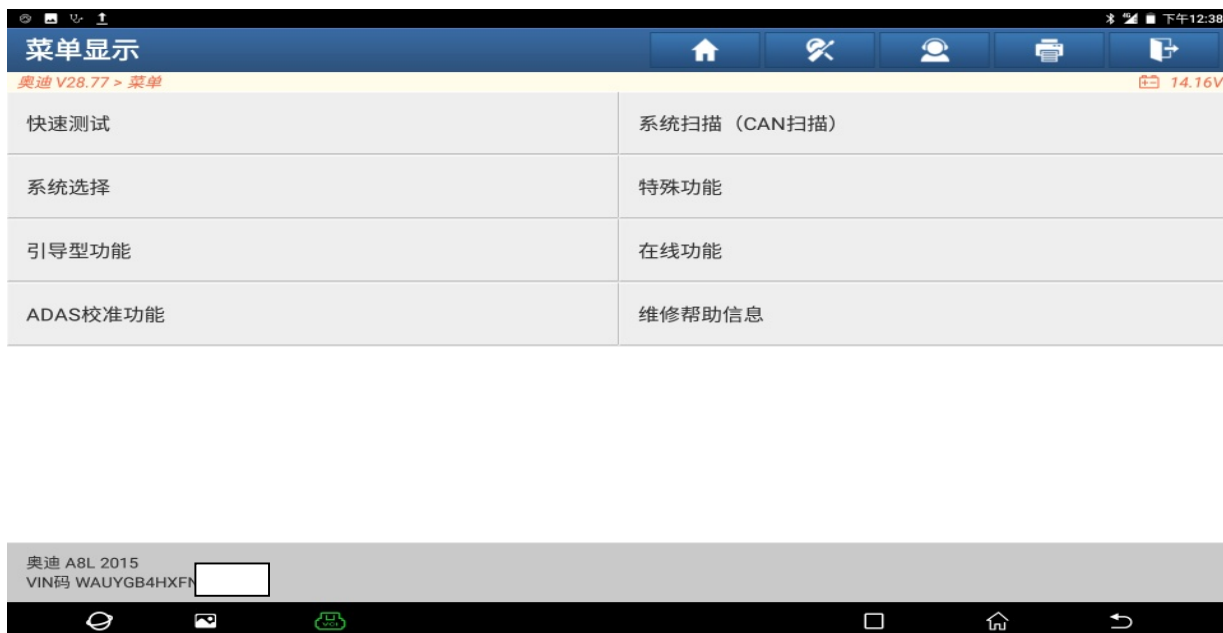 下午12:38
菜单显示
奥迪 V28.77 > 菜单
14.16V
快速测试
系统扫描（CAN扫描）
系统选择
特殊功能
引导型功能
在线功能
ADAS校准功能
维修帮助信息
奥迪 A8L 2015
VIN码 WAUYGB4HXFN
VCI